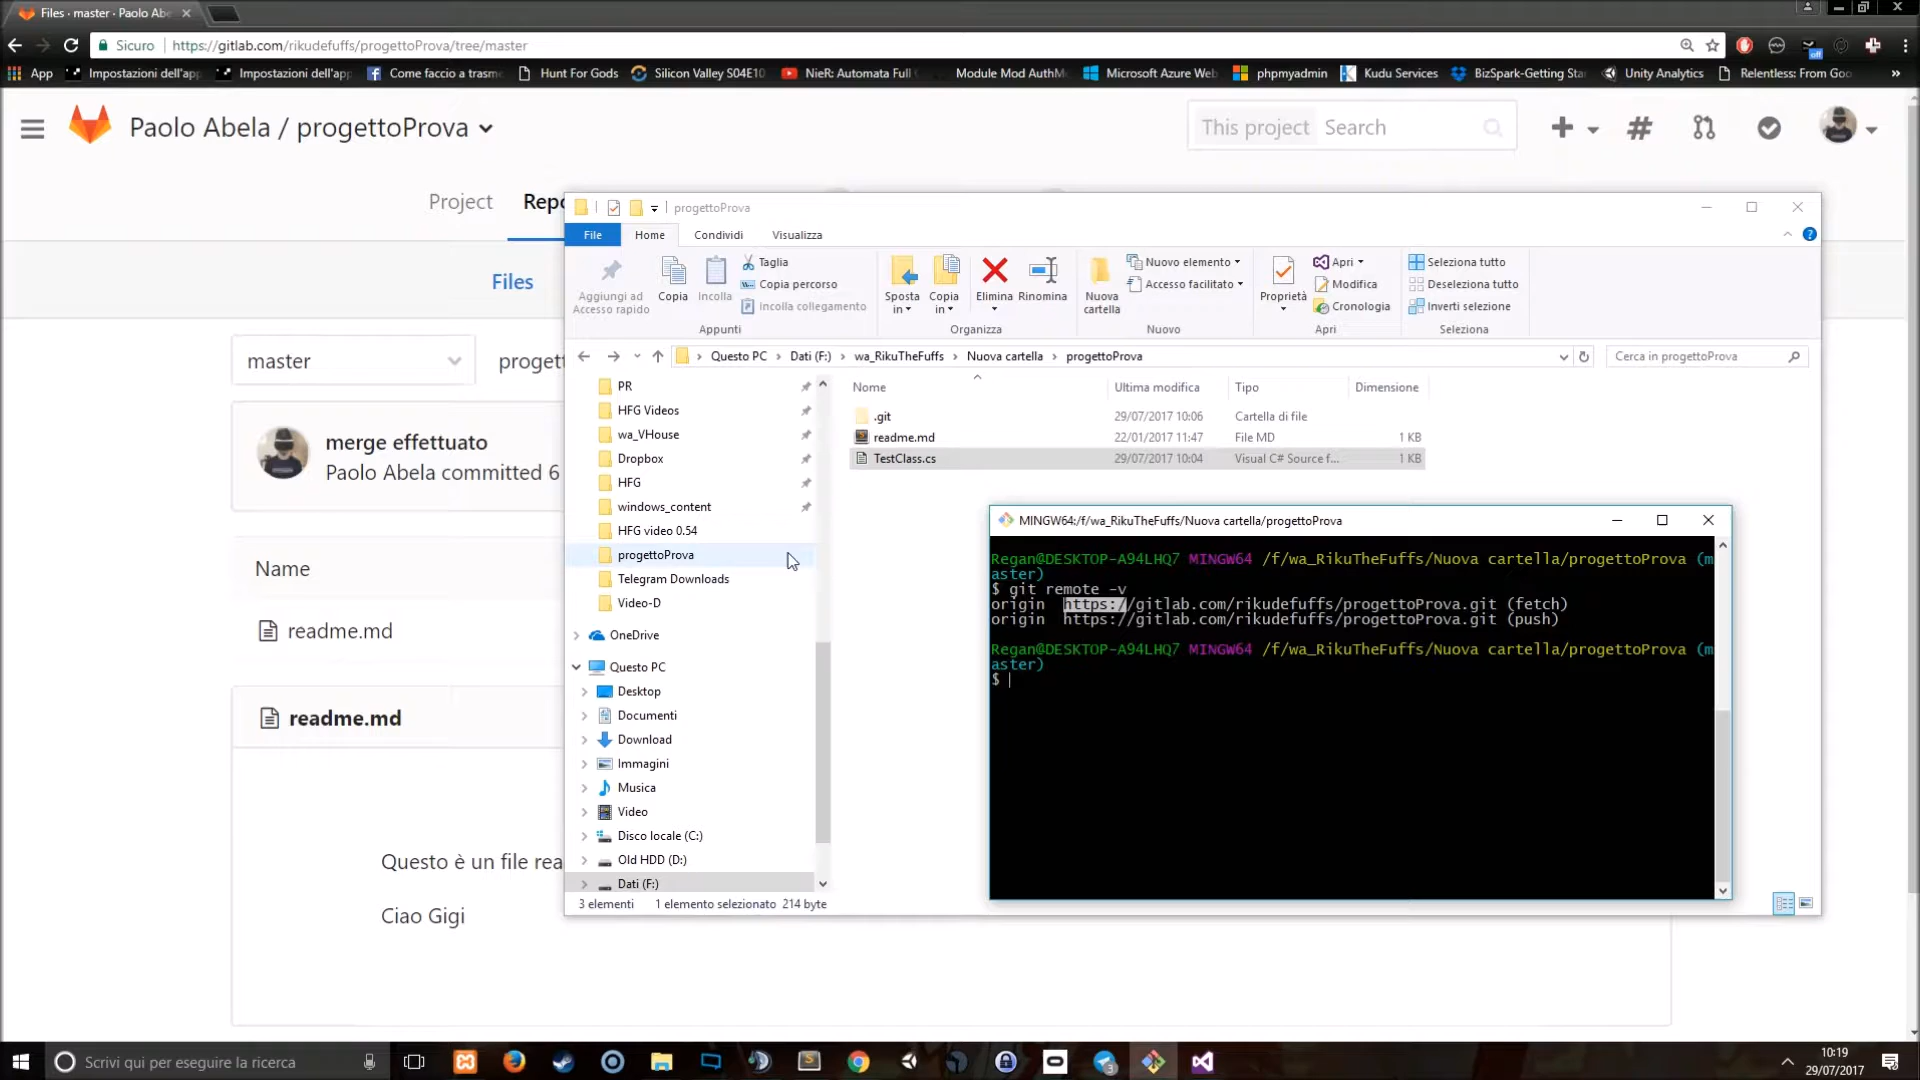 Files · master · Paolo Abe
Sicuro https://gitlab.com/rikudefuffs/progettoProva/tree/master
App Impostazioni dell'app Impostazioni dell'app Come faccio a trasme Hunt For Gods Silicon Valley S04E10 NieR: Automata Full Module Mod AuthM Microsoft Azure Web phpmyadmin Kudu Services BizSpark-Getting Sta Unity Analytics Relentless: From Goo »
off
Paolo Abela / progettoProva
This project Search
Project Repo
Files
master progett
merge effettuato
Paolo Abela committed 6
Name
readme.md
readme.md
Questo è un file rea
Ciao Gigi
progettoProva
File Home Condividi Visualizza
Aggiungi ad Accesso rapido
Copia
Incolla
Taglia
Copia percorso
Incolla collegamento
Appunti
Sposta in
Copia in
Elimina
Rinomina
Organizza
Nuova cartella
Nuovo elemento
Accesso facilitato
Nuovo
Proprietà
Apri
Modifica
Cronologia
Apri
Seleziona tutto
Deseleziona tutto
Inverti selezione
Seleziona
Questo PC > Dati (F:) > wa_RikuTheFuffs > Nuova cartella > progettoProva
Cerca in progettoProva
PR
HFG Videos
wa_VHouse
Dropbox
HFG
windows_content
HFG video 0.54
progettoProva
Telegram Downloads
Video-D
OneDrive
Questo PC
Desktop
Documenti
Download
Immagini
Musica
Video
Disco locale (C:)
Old HDD (D:)
Dati (F:)
Nome Ultima modifica Tipo Dimensione
.git 29/07/2017 10:06 Cartella di file
readme.md 22/01/2017 11:47 File MD 1 KB
TestClass.cs 29/07/2017 10:04 Visual C# Source f... 1 KB
3 elementi 1 elemento selezionato 214 byte
MINGW64:/f/wa_RikuTheFuffs/Nuova cartella/progettoProva
Regan@DESKTOP-A94LHQ7 MINGW64 /f/wa_RikuTheFuffs/Nuova cartella/progettoProva (m
aster)
$ git remote -v
origin https://gitlab.com/rikudefuffs/progettoProva.git (fetch)
origin https://gitlab.com/rikudefuffs/progettoProva.git (push)
Regan@DESKTOP-A94LHQ7 MINGW64 /f/wa_RikuTheFuffs/Nuova cartella/progettoProva (m
aster)
$
Scrivi qui per eseguire la ricerca
3
10:19
29/07/2017